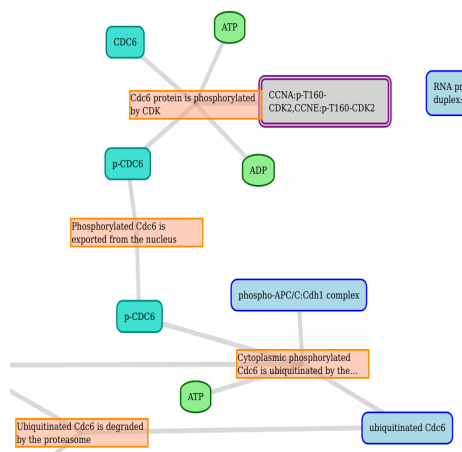 ATP
CDC6
RNA pr
duplex:
Cdc6 protein is phosphorylated
by CDK
CCNA:p-T160-
CDK2,CCNE:p-T160-CDK2
p-CDC6
ADP
Phosphorylated Cdc6 is
exported from the nucleus
phospho-APC/C:Cdh1 complex
p-CDC6
Cytoplasmic phosphorylated
Cdc6 is ubiquitinated by the...
ATP
Ubiquitinated Cdc6 is degraded
by the proteasome
ubiquitinated Cdc6